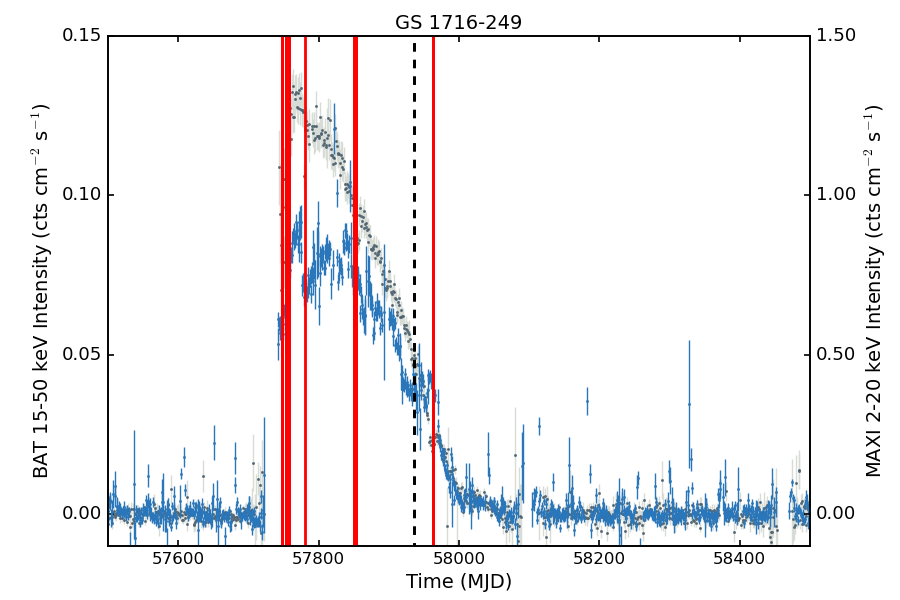 GS 1716-249
0.15
0.10
0.05
0.00
BAT 15-50 keV Intensity (cts cm⁻² s⁻¹)
1.50
1.00
0.50
0.00
MAXI 2-20 keV Intensity (cts cm⁻² s⁻¹)
57600 57800 58000 58200 58400
Time (MJD)